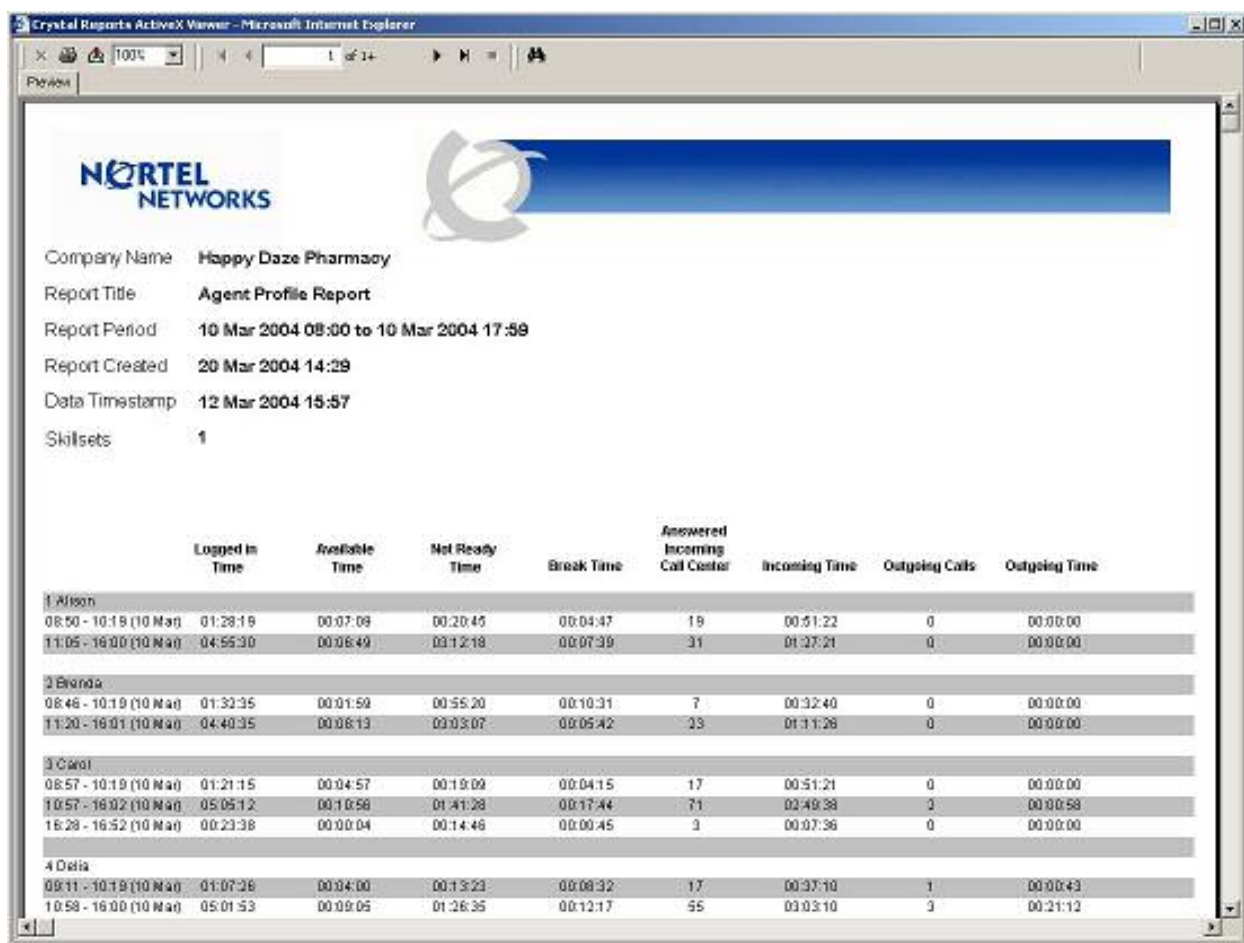 Crystal Reports ActiveX Viewer - Microsoft Internet Explorer
100% 1 of 1+
Preview
NORTEL
NETWORKS
Company Name Happy Daze Pharmacy
Report Title Agent Profile Report
Report Period 10 Mar 2004 08:00 to 10 Mar 2004 17:59
Report Created 20 Mar 2004 14:29
Data Timestamp 12 Mar 2004 15:57
Skillsets 1
Logged in Time Available Time Not Ready Time Break Time Answered Incoming Call Center Incoming Time Outgoing Calls Outgoing Time
1 Alison
08:50 - 10:19 (10 Mar) 01:28:19 00:07:09 00:20:45 00:04:47 19 00:51:22 0 00:00:00
11:05 - 16:00 (10 Mar) 04:55:30 00:06:49 03:12:18 00:07:39 31 01:27:21 0 00:00:00
2 Brenda
08:46 - 10:19 (10 Mar) 01:32:35 00:01:59 00:55:20 00:10:31 7 00:32:40 0 00:00:00
11:20 - 16:01 (10 Mar) 04:40:35 00:08:13 03:03:07 00:05:42 23 01:11:26 0 00:00:00
3 Carol
08:57 - 10:19 (10 Mar) 01:21:15 00:04:57 00:19:09 00:04:15 17 00:51:21 0 00:00:00
10:57 - 16:02 (10 Mar) 05:05:12 00:10:56 01:41:28 00:17:44 71 02:49:38 00:00:58
16:28 - 16:52 (10 Mar) 00:23:38 00:00:04 00:14:46 00:00:45 3 00:07:36 0 00:00:00
4 Delia
09:11 - 10:19 (10 Mar) 01:07:26 00:04:00 00:13:23 00:08:32 17 00:37:10 1 00:00:43
10:58 - 16:00 (10 Mar) 05:01:53 00:09:05 01:26:35 00:12:17 55 03:03:10 3 00:21:12